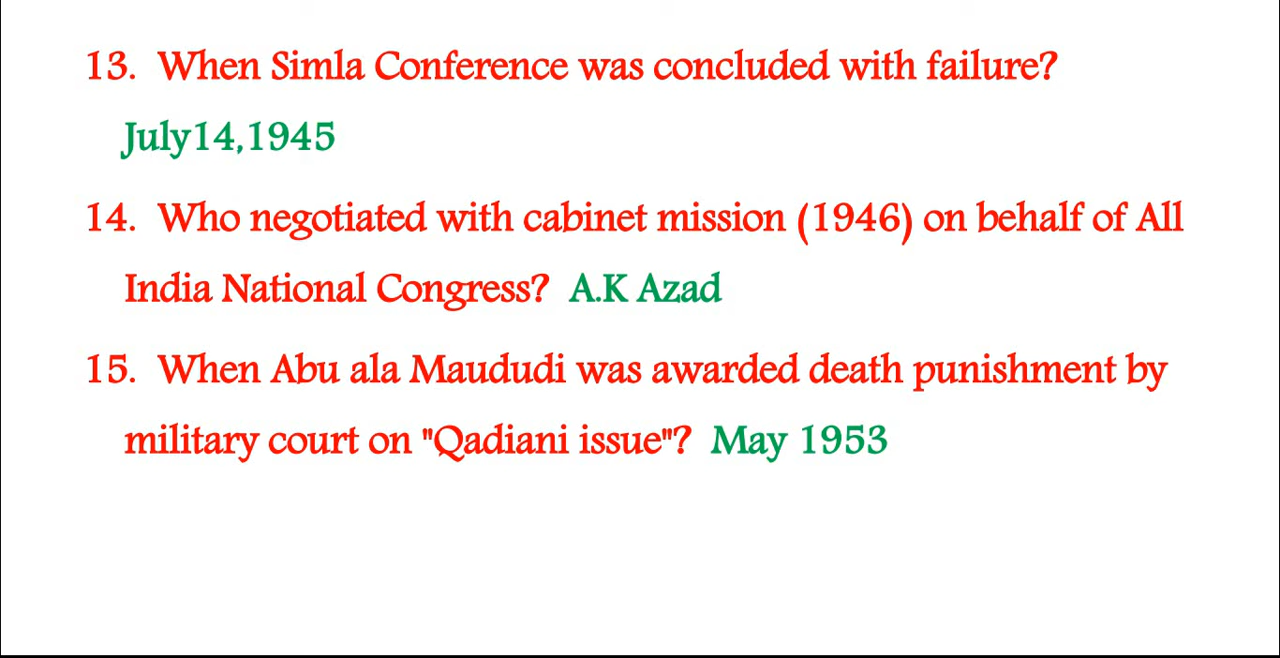 13. When Simla Conference was concluded with failure?
July14,1945
14. Who negotiated with cabinet mission (1946) on behalf of All
India National Congress? A.K Azad
15. When Abu ala Maududi was awarded death punishment by
military court on "Qadiani issue"? May 1953